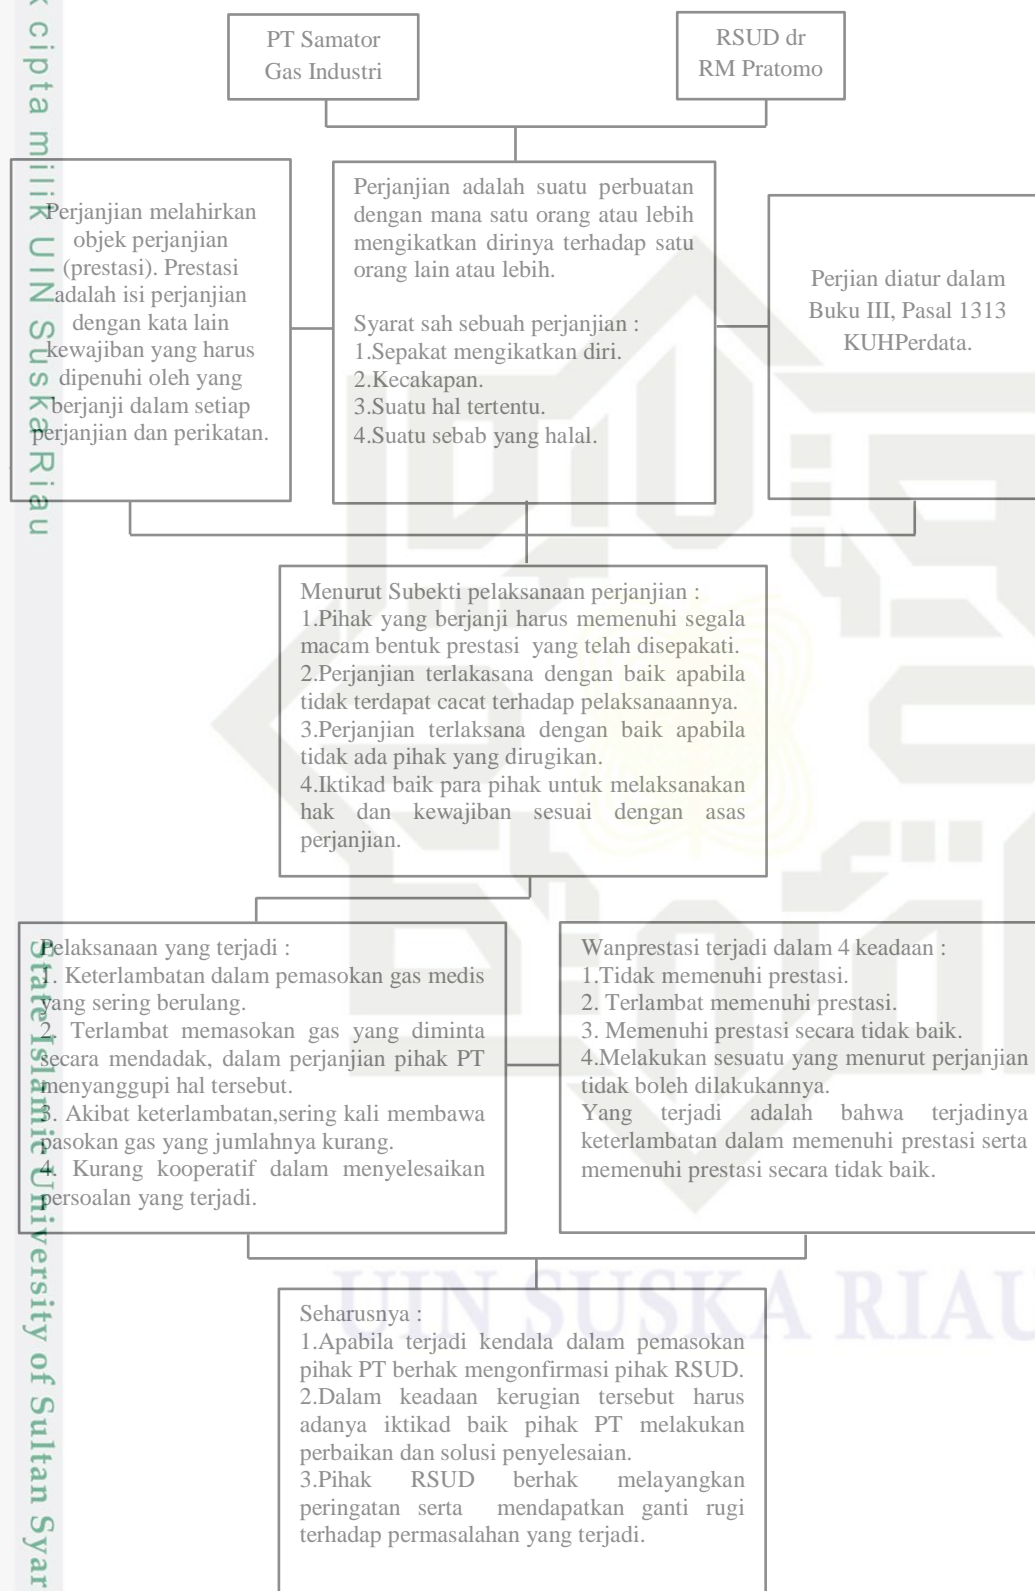 PT Samator
Gas Industri
RSUD dr
RM Pratomo
Perjanjian melahirkan
objek perjanjian
(prestasi). Prestasi
adalah isi perjanjian
dengan kata lain
kewajiban yang harus
dipenuhi oleh yang
berjanji dalam setiap
perjanjian dan perikatan.
Perjanjian adalah suatu perbuatan
dengan mana satu orang atau lebih
mengikatkan dirinya terhadap satu
orang lain atau lebih.
Syarat sah sebuah perjanjian :
1.Sepakat mengikatkan diri.
2.Kecakapan.
3.Suatu hal tertentu.
4.Suatu sebab yang halal.
Perjian diatur dalam
Buku III, Pasal 1313
KUHPerdata.
Menurut Subekti pelaksanaan perjanjian :
1.Pihak yang berjanji harus memenuhi segala
macam bentuk prestasi yang telah disepakati.
2.Perjanjian terlakasana dengan baik apabila
tidak terdapat cacat terhadap pelaksanaannya.
3.Perjanjian terlaksana dengan baik apabila
tidak ada pihak yang dirugikan.
4.Iktikad baik para pihak untuk melaksanakan
hak dan kewajiban sesuai dengan asas
perjanjian.
Pelaksanaan yang terjadi :
1. Keterlambatan dalam pemasokan gas medis
yang sering berulang.
2. Terlambat memasokan gas yang diminta
secara mendadak, dalam perjanjian pihak PT
menyanggupi hal tersebut.
3. Akibat keterlambatan,sering kali membawa
pasokan gas yang jumlahnya kurang.
4. Kurang kooperatif dalam menyelesaikan
persoalan yang terjadi.
Wanprestasi terjadi dalam 4 keadaan :
1.Tidak memenuhi prestasi.
2. Terlambat memenuhi prestasi.
3. Memenuhi prestasi secara tidak baik.
4.Melakukan sesuatu yang menurut perjanjian
tidak boleh dilakukannya.
Yang terjadi adalah bahwa terjadinya
keterlambatan dalam memenuhi prestasi serta
memenuhi prestasi secara tidak baik.
Seharusnya :
1.Apabila terjadi kendala dalam pemasokan
pihak PT berhak mengonfirmasi pihak RSUD.
2.Dalam keadaan kerugian tersebut harus
adanya iktikad baik pihak PT melakukan
perbaikan dan solusi penyelesaian.
3.Pihak RSUD berhak melayangkan
peringatan serta mendapatkan ganti rugi
terhadap permasalahan yang terjadi.
cipta milik UIN Suska Riau
State Islamic University of Sultan Syar
UIN SUSKA RIAU